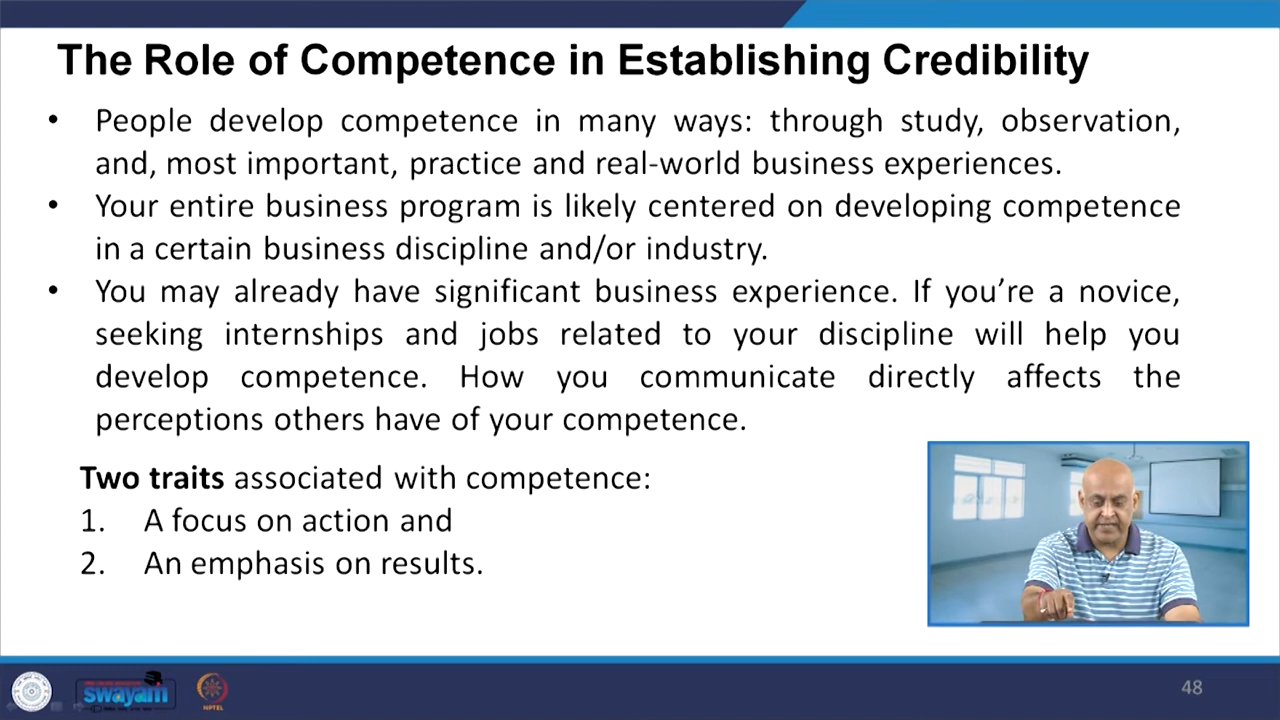 The Role of Competence in Establishing Credibility
• People develop competence in many ways: through study, observation,
and, most important, practice and real-world business experiences.
• Your entire business program is likely centered on developing competence
in a certain business discipline and/or industry.
• You may already have significant business experience. If you’re a novice,
seeking internships and jobs related to your discipline will help you
develop competence. How you communicate directly affects the
perceptions others have of your competence.
Two traits associated with competence:
1. A focus on action and
2. An emphasis on results.
swayam
NPTEL
48